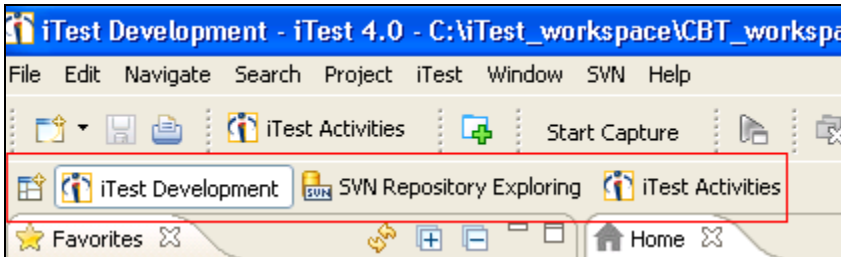 iTest Development - iTest 4.0 - C:\iTest_workspace\CBT_workspa
File Edit Navigate Search Project iTest Window SVN Help
iTest Activities Start Capture
iTest Development SVN SVN Repository Exploring iTest Activities
Favorites Home